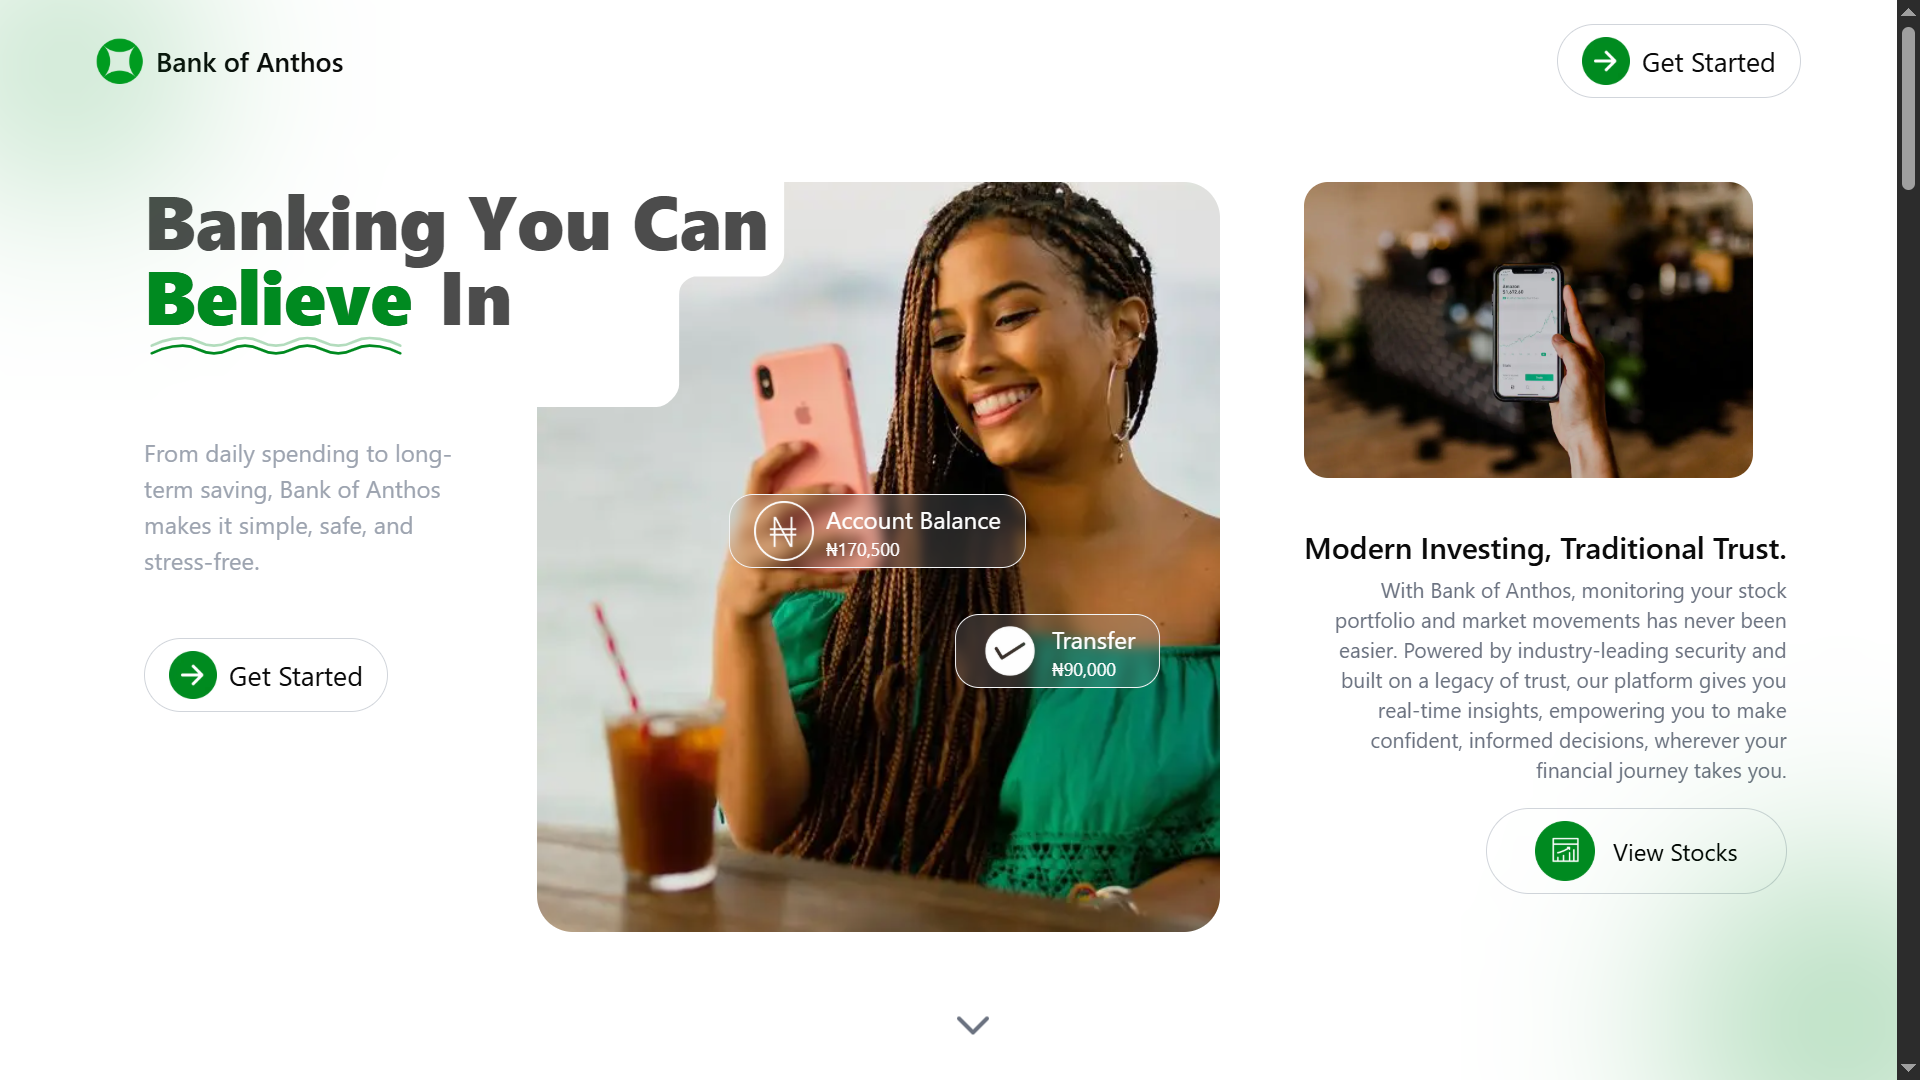 Bank of Anthos
Get Started
Banking You Can
Believe In
From daily spending to long-
term saving, Bank of Anthos
makes it simple, safe, and
stress-free.
Get Started
Account Balance
₦170,500
Transfer
₦90,000
Modern Investing, Traditional Trust.
With Bank of Anthos, monitoring your stock
portfolio and market movements has never been
easier. Powered by industry-leading security and
built on a legacy of trust, our platform gives you
real-time insights, empowering you to make
confident, informed decisions, wherever your
financial journey takes you.
View Stocks